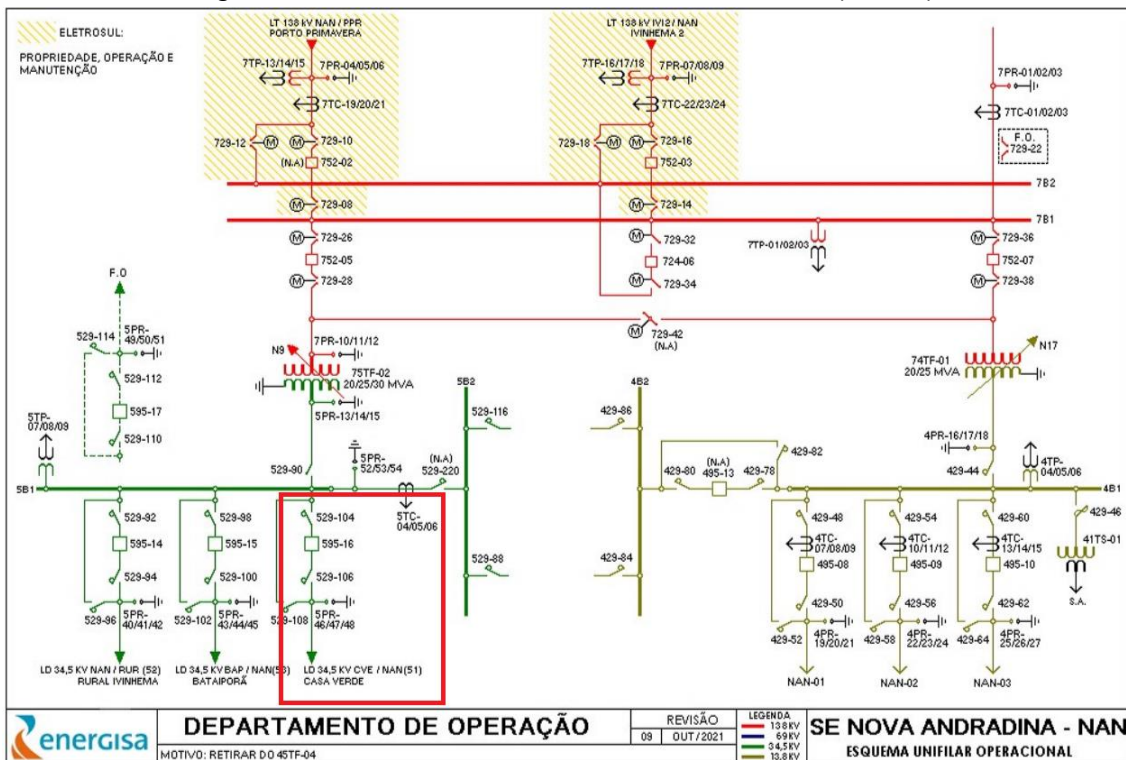 ELETROSUL:
PROPRIEDADE, OPERAÇÃO E
MANUTENÇÃO
LT 138 kV NAN / PPR
PORTO PRIMAVERA
7TP-13/14/15
7PR-04/05/06
7TC-19/20/21
729-12
M
M
729-10
(N.A)
752-02
M
729-08
LT 138 kV IVI2 / NAN
IVINHEMA 2
7TP-16/17/18
7PR-07/08/09
7TC-22/23/24
729-18
M
M
729-16
752-03
M
729-14
7PR-01/02/03
7TC-01/02/03
F.O.
729-22
7B2
7B1
M
729-26
752-05
M
729-28
M
729-32
724-06
M
729-34
7TP-01/02/03
M
729-36
752-07
M
729-38
M
729-42
(N.A)
F.O
529-114
5PR-
49/50/51
529-112
595-17
529-110
5TP-
07/08/09
N9
7PR-10/11/12
75TF-02
20/25/30 MVA
5PR-13/14/15
529-90
5PR-
52/53/54
(N.A)
529-220
5TC-
04/05/06
5B1
5B2
529-116
529-88
4B2
429-86
429-84
429-82
(N.A)
429-80
495-13
429-78
N17
74TF-01
20/25 MVA
4PR-16/17/18
429-44
4TP-
04/05/06
4B1
429-46
41TS-01
S.A.
529-92
595-14
529-94
529-96
5PR-
40/41/42
529-98
595-15
529-100
529-102
5PR-
43/44/45
529-104
595-16
529-106
529-108
5PR-
46/47/48
LD 34,5 KV NAN / RUR (52)
RURAL IVINHEMA
LD 34,5 KV BAP / NAN(53)
BATAIPORÃ
LD 34,5 KV CVE / NAN(51)
CASA VERDE
429-48
4TC-
07/08/09
495-08
429-50
429-52
4PR-
19/20/21
NAN-01
429-54
4TC-
10/11/12
495-09
429-56
429-58
4PR-
22/23/24
NAN-02
429-60
4TC-
13/14/15
495-10
429-62
429-64
4PR-
25/26/27
NAN-03
energisa
DEPARTAMENTO DE OPERAÇÃO
MOTIVO: RETIRAR DO 45TF-04
REVISÃO
09
OUT/2021
LEGENDA
138KV
69KV
34,5KV
13.8KV
SE NOVA ANDRADINA - NAN
ESQUEMA UNIFILAR OPERACIONAL